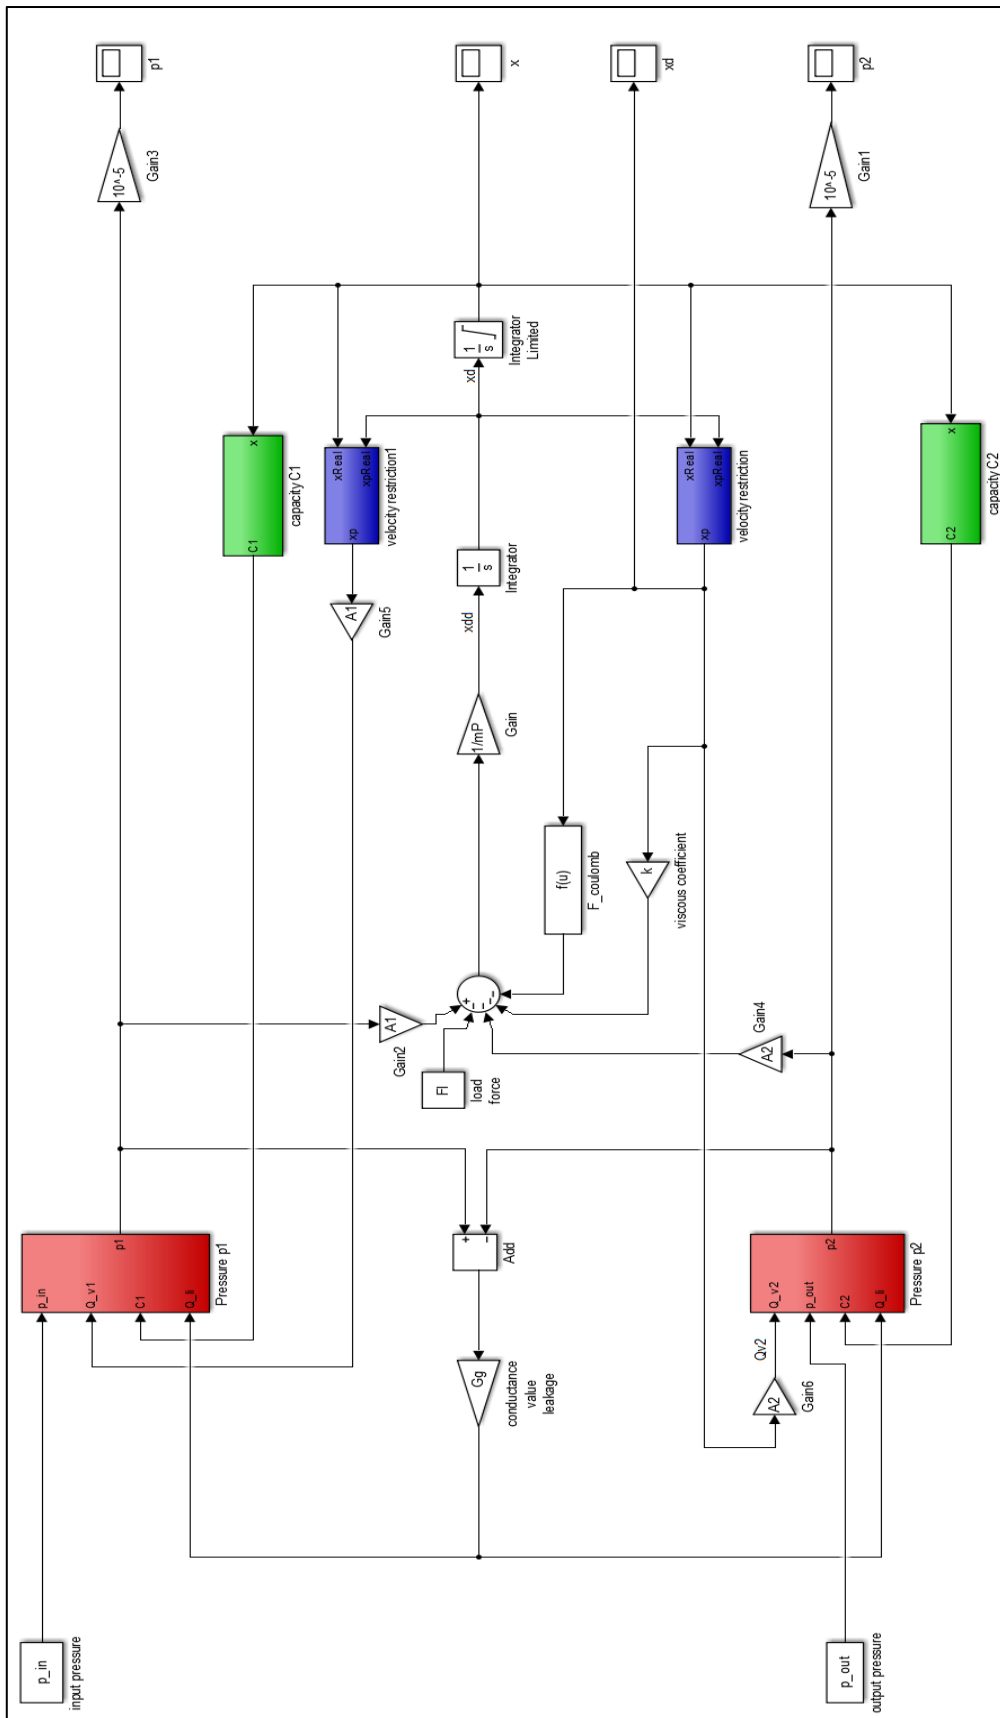 p_in
input pressure
p_in
Q_v1
C1
Q_li
p1
Pressure p1
10^-5
Gain3
p1
C1
x
capacity C1
xReal
xpReal
xp
velocity restriction1
A1
Gain5
A1
Gain2
Fl
load
force
Gg
conductance
value
leakage
+
−
Add
+
−
−
−
−
1/mP
Gain
xdd
1
s
Integrator
xd
1
s
Integrator
Limited
x
f(u)
F_coulomb
k
viscous coefficient
xd
xReal
xpReal
xp
velocity restriction
A2
Gain4
A2
Gain6
Qv2
Q_v2
p_out
C2
Q_li
p2
Pressure p2
10^-5
Gain1
p2
p_out
output pressure
C2
x
capacity C2